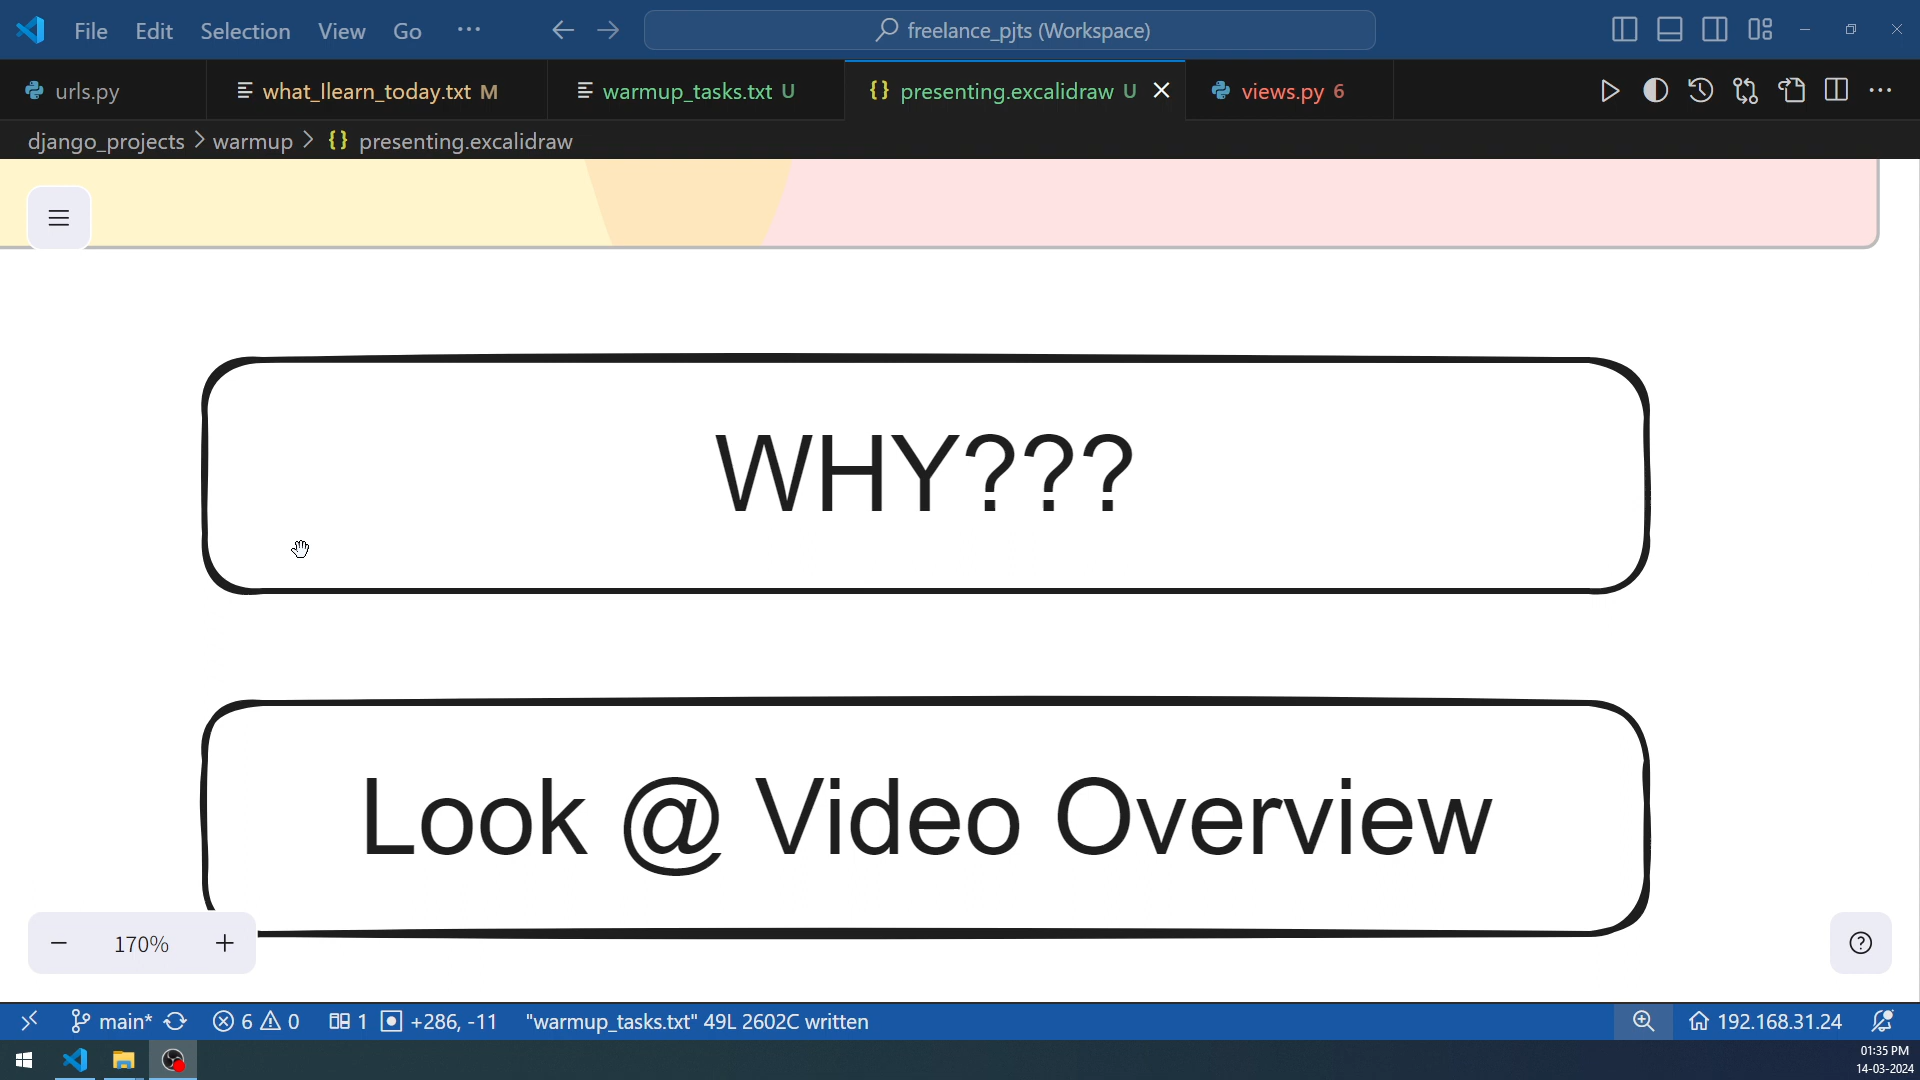 File Edit Selection View Go ··· freelance_pjts (Workspace)
urls.py what_llearn_today.txt M warmup_tasks.txt U {} presenting.excalidraw U views.py 6
django_projects > warmup > {} presenting.excalidraw
WHY???
Look @ Video Overview
170%
main* 6 0 1 +286, -11 "warmup_tasks.txt" 49L 2602C written 192.168.31.24
01:35 PM
14-03-2024